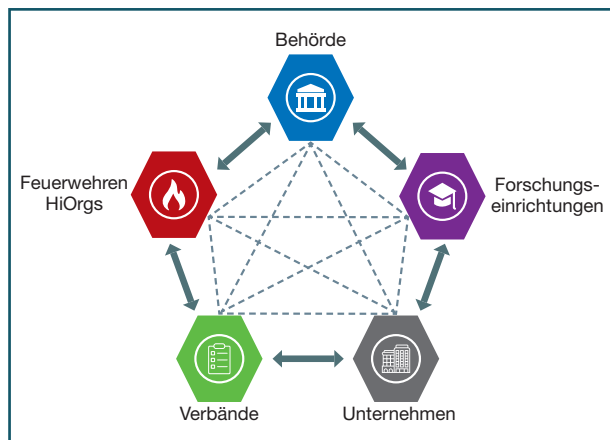 Behörde
Feuerwehren
HiOrgs
Forschungs-
einrichtungen
Verbände
Unternehmen